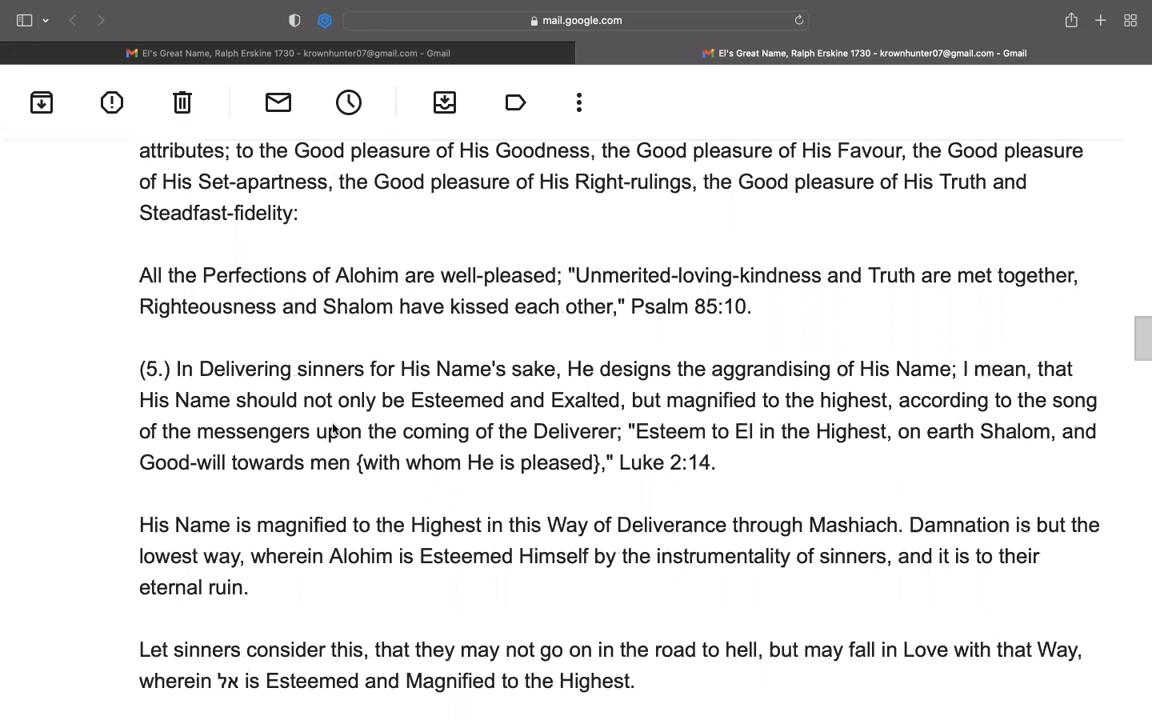 mail.google.com
El's Great Name, Ralph Erskine 1730 - krownhunter07@gmail.com - Gmail
El's Great Name, Ralph Erskine 1730 - krownhunter07@gmail.com - Gmail
attributes; to the Good pleasure of His Goodness, the Good pleasure of His Favour, the Good pleasure
of His Set-apartness, the Good pleasure of His Right-rulings, the Good pleasure of His Truth and
Steadfast-fidelity:
All the Perfections of Alohim are well-pleased; "Unmerited-loving-kindness and Truth are met together,
Righteousness and Shalom have kissed each other," Psalm 85:10.
(5.) In Delivering sinners for His Name's sake, He designs the aggrandising of His Name; I mean, that
His Name should not only be Esteemed and Exalted, but magnified to the highest, according to the song
of the messengers upon the coming of the Deliverer; "Esteem to El in the Highest, on earth Shalom, and
Good-will towards men {with whom He is pleased}," Luke 2:14.
His Name is magnified to the Highest in this Way of Deliverance through Mashiach. Damnation is but the
lowest way, wherein Alohim is Esteemed Himself by the instrumentality of sinners, and it is to their
eternal ruin.
Let sinners consider this, that they may not go on in the road to hell, but may fall in Love with that Way,
wherein אל is Esteemed and Magnified to the Highest.